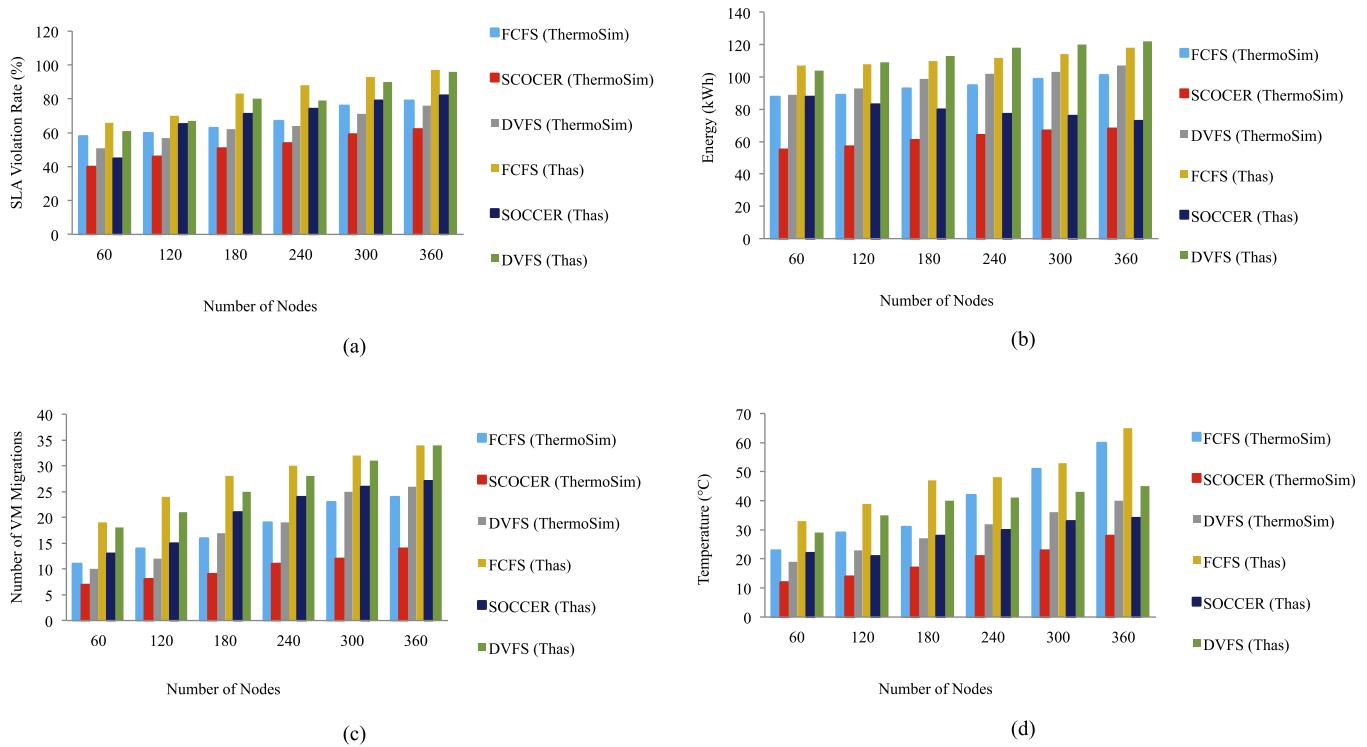 120
100
80
60
40
20
0
SLA Violation Rate (%)
60 120 180 240 300 360
Number of Nodes
FCFS (ThermoSim)
SCOCER (ThermoSim)
DVFS (ThermoSim)
FCFS (Thas)
SOCCER (Thas)
DVFS (Thas)
(a)
140
120
100
80
60
40
20
0
Energy (kWh)
60 120 180 240 300 360
Number of Nodes
FCFS (ThermoSim)
SCOCER (ThermoSim)
DVFS (ThermoSim)
FCFS (Thas)
SOCCER (Thas)
DVFS (Thas)
(b)
40
35
30
25
20
15
10
5
0
Number of VM Migrations
60 120 180 240 300 360
Number of Nodes
FCFS (ThermoSim)
SCOCER (ThermoSim)
DVFS (ThermoSim)
FCFS (Thas)
SOCCER (Thas)
DVFS (Thas)
(c)
70
60
50
40
30
20
10
0
Temperature (°C)
60 120 180 240 300 360
Number of Nodes
FCFS (ThermoSim)
SCOCER (ThermoSim)
DVFS (ThermoSim)
FCFS (Thas)
SOCCER (Thas)
DVFS (Thas)
(d)